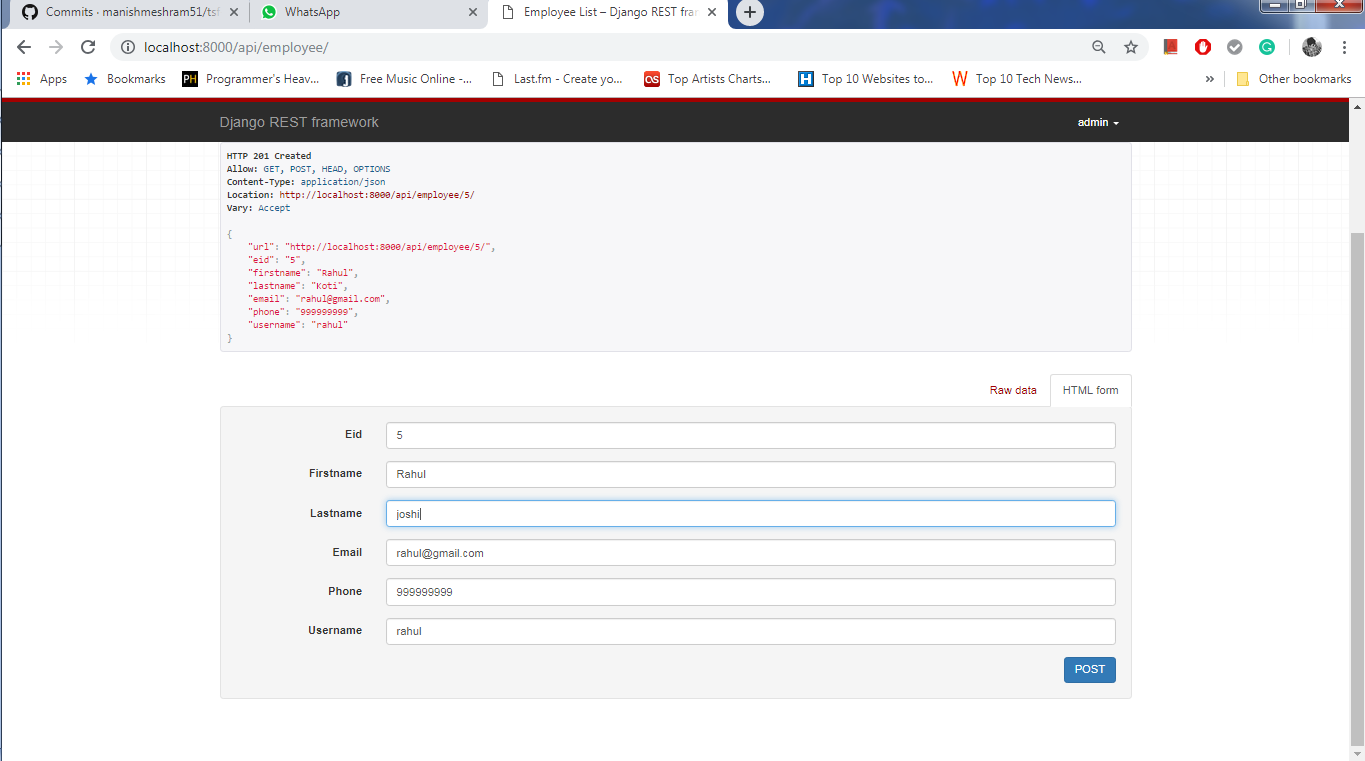 Commits · manishmeshram51/tsf
WhatsApp
Employee List – Django REST fram
localhost:8000/api/employee/
Apps
Bookmarks
PH Programmer's Heav...
Free Music Online -...
Last.fm - Create yo...
Top Artists Charts...
H Top 10 Websites to...
W Top 10 Tech News...
»
Other bookmarks
Django REST framework
admin
HTTP 201 Created
Allow: GET, POST, HEAD, OPTIONS
Content-Type: application/json
Location: http://localhost:8000/api/employee/5/
Vary: Accept
{
"url": "http://localhost:8000/api/employee/5/",
"eid": "5",
"firstname": "Rahul",
"lastname": "Koti",
"email": "rahul@gmail.com",
"phone": "999999999",
"username": "rahul"
}
Raw data
HTML form
Eid 5
Firstname Rahul
Lastname joshi
Email rahul@gmail.com
Phone 999999999
Username rahul
POST